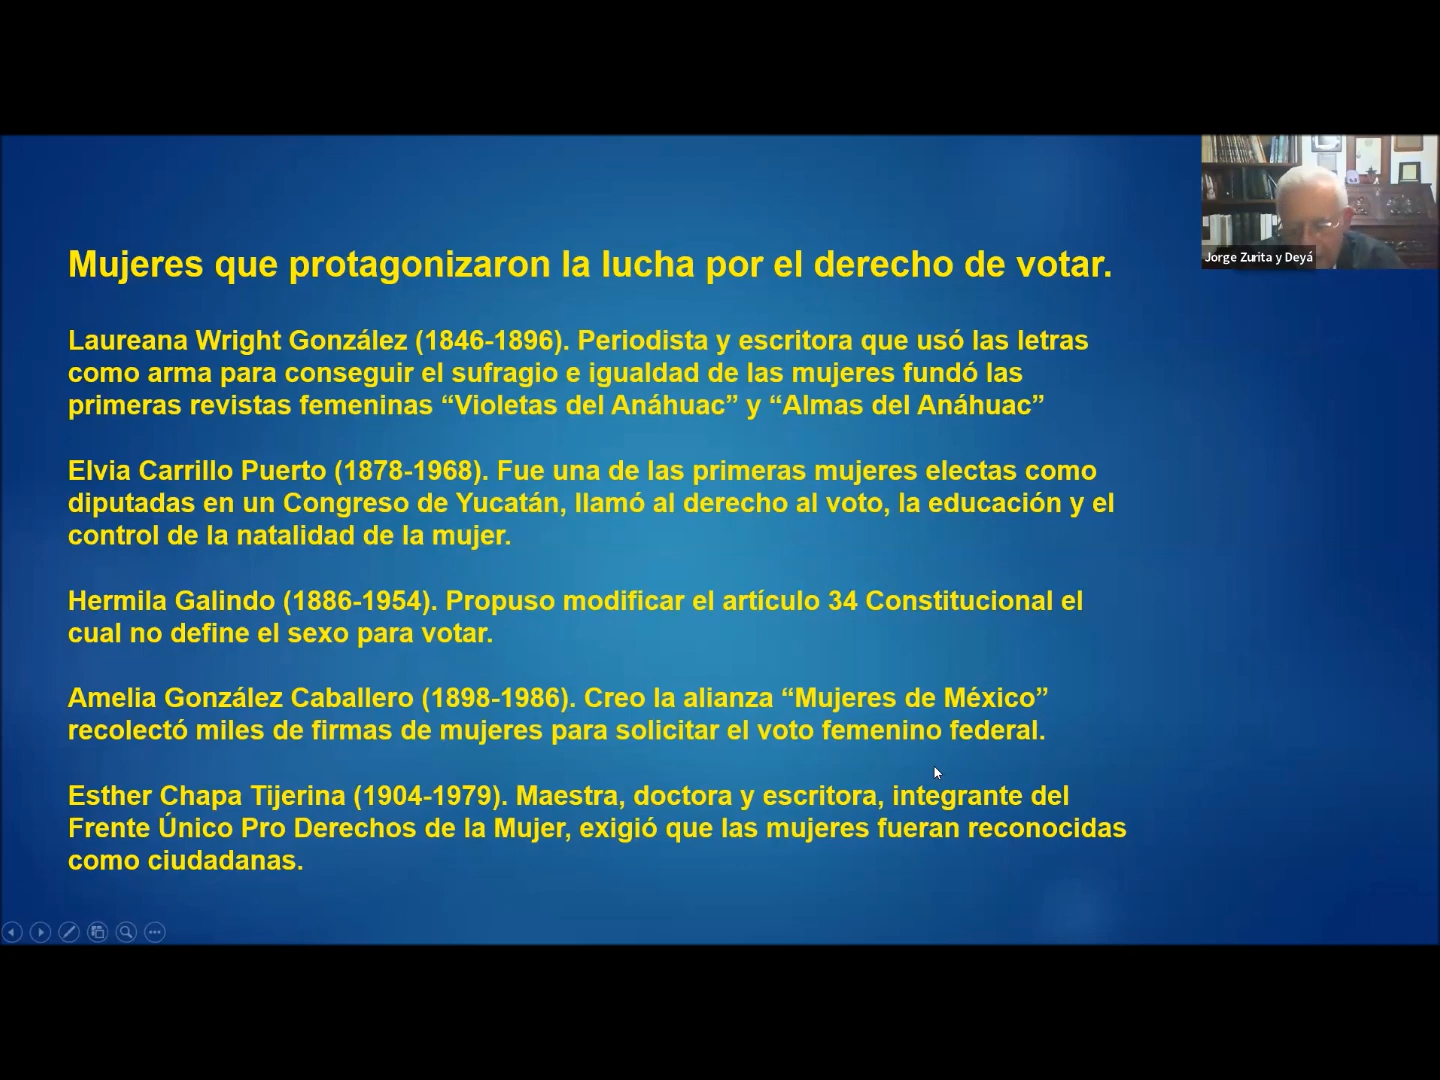 Mujeres que protagonizaron la lucha por el derecho de votar.
Jorge Zurita y Deyá
Laureana Wright González (1846-1896). Periodista y escritora que usó las letras
como arma para conseguir el sufragio e igualdad de las mujeres fundó las
primeras revistas femeninas “Violetas del Anáhuac” y “Almas del Anáhuac”
Elvia Carrillo Puerto (1878-1968). Fue una de las primeras mujeres electas como
diputadas en un Congreso de Yucatán, llamó al derecho al voto, la educación y el
control de la natalidad de la mujer.
Hermila Galindo (1886-1954). Propuso modificar el artículo 34 Constitucional el
cual no define el sexo para votar.
Amelia González Caballero (1898-1986). Creo la alianza “Mujeres de México”
recolectó miles de firmas de mujeres para solicitar el voto femenino federal.
Esther Chapa Tijerina (1904-1979). Maestra, doctora y escritora, integrante del
Frente Único Pro Derechos de la Mujer, exigió que las mujeres fueran reconocidas
como ciudadanas.